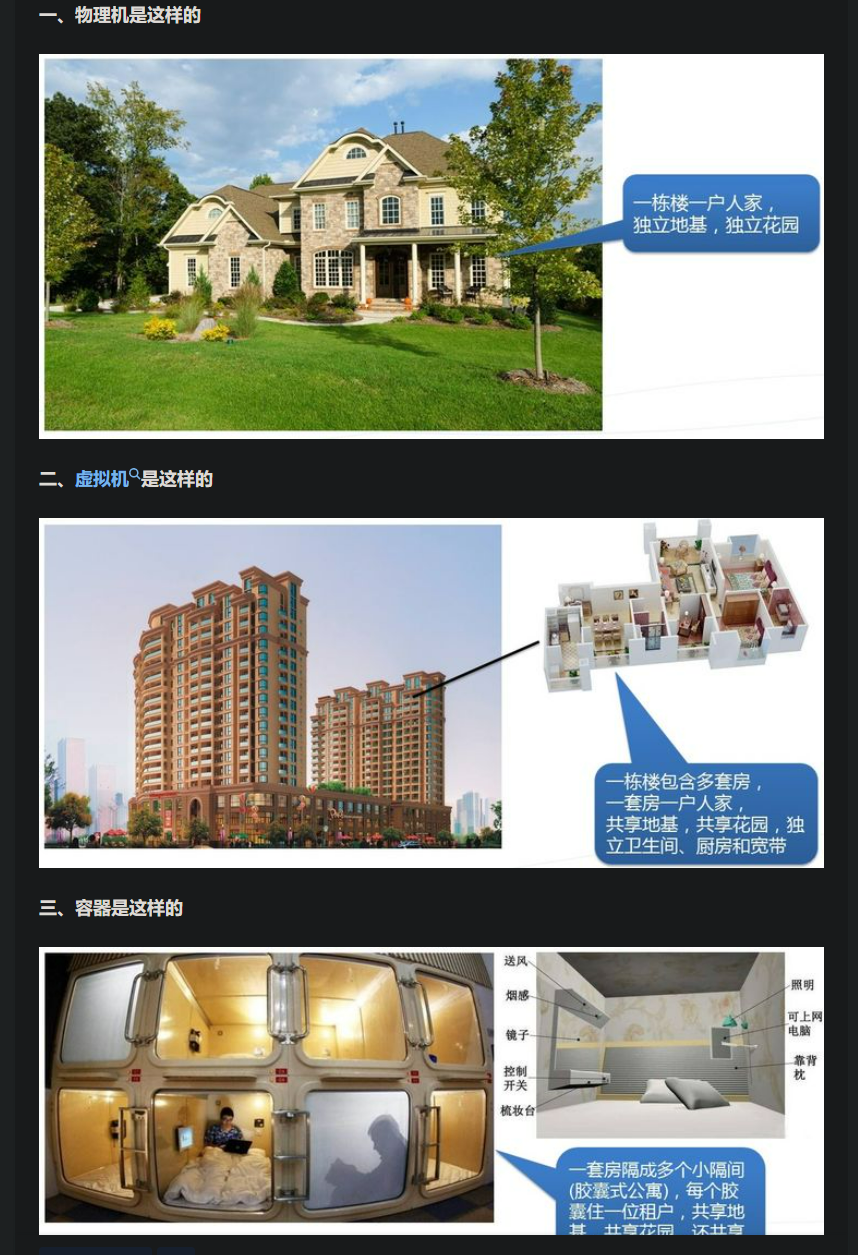 一、物理机是这样的
一栋楼一户人家，
独立地基，独立花园
二、虚拟机是这样的
一栋楼包含多套房，
一套房一户人家，
共享地基，共享花园，独
立卫生间、厨房和宽带
三、容器是这样的
送风
烟感
镜子
控制
开关
梳妆台
照明
可上网
电脑
靠背
枕
一套房隔成多个小隔间
(胶囊式公寓)，每个胶
囊住一位租户，共享地
基，共享花园，还共享